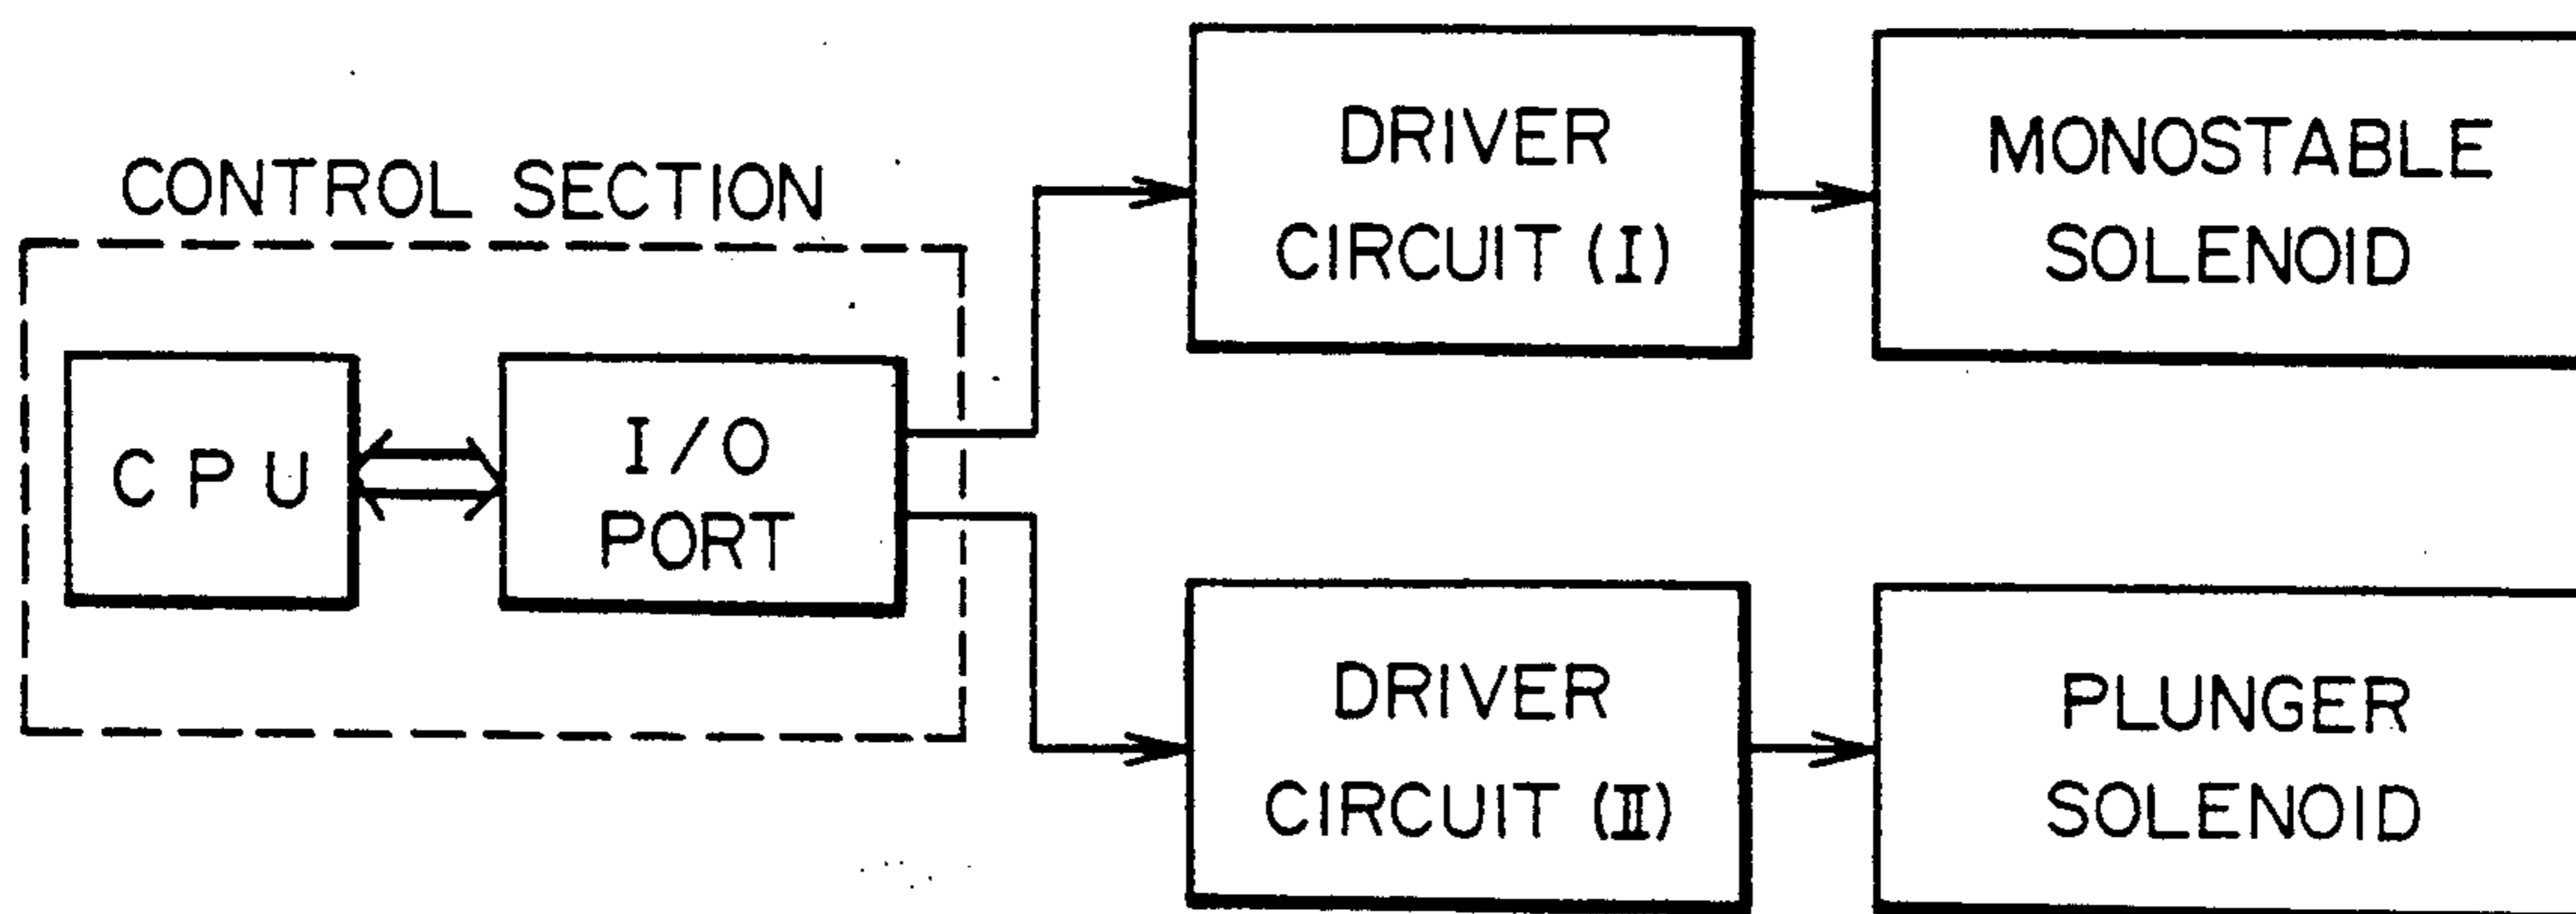 CONTROL SECTION
CPU
I/O
PORT
DRIVER
CIRCUIT (I)
MONOSTABLE
SOLENOID
DRIVER
CIRCUIT (II)
PLUNGER
SOLENOID